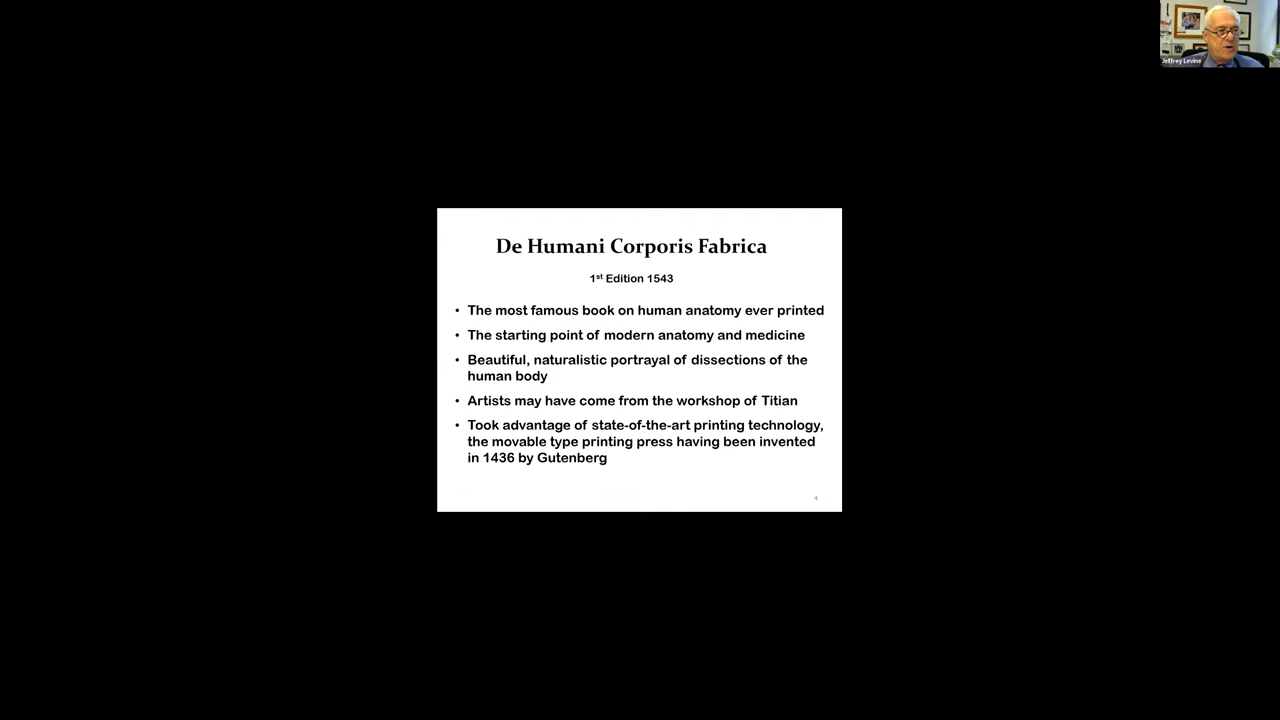 Jeffrey Levine
De Humani Corporis Fabrica
1st Edition 1543
• The most famous book on human anatomy ever printed
• The starting point of modern anatomy and medicine
• Beautiful, naturalistic portrayal of dissections of the
human body
• Artists may have come from the workshop of Titian
• Took advantage of state-of-the-art printing technology,
the movable type printing press having been invented
in 1436 by Gutenberg
4